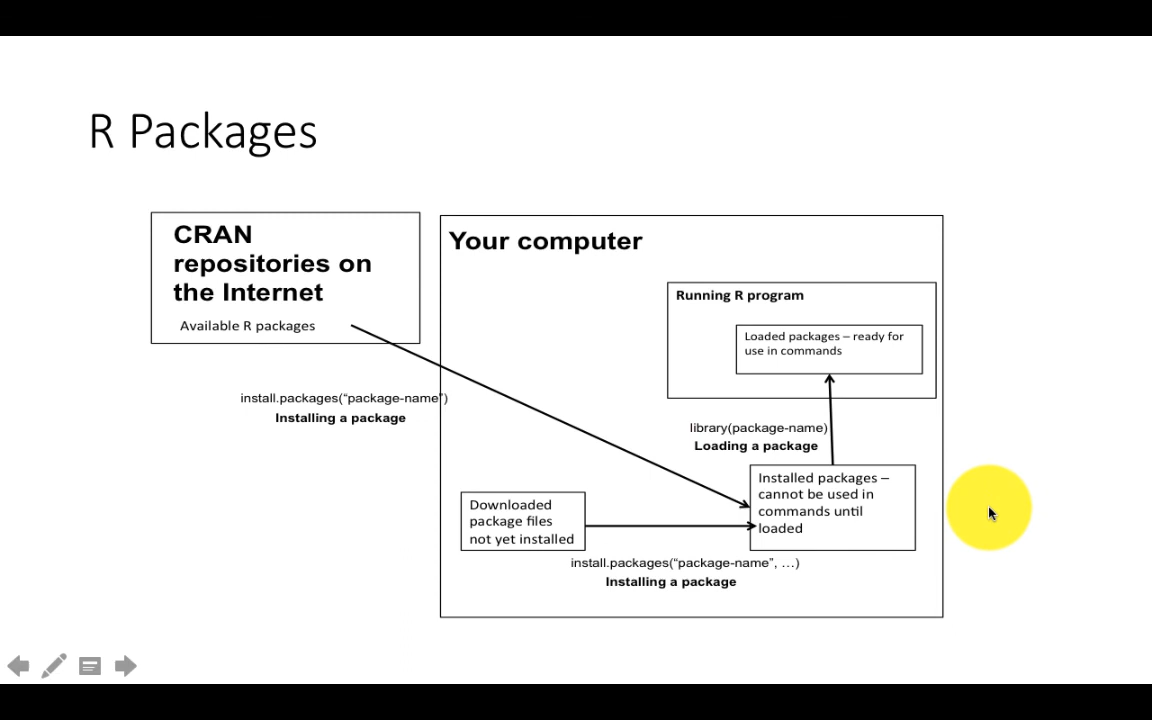 R Packages
CRAN
repositories on
the Internet
Available R packages
Your computer
Running R program
Loaded packages – ready for
use in commands
install.packages(“package-name”)
Installing a package
library(package-name)
Loading a package
Installed packages –
cannot be used in
commands until
loaded
Downloaded
package files
not yet installed
install.packages(“package-name”, …)
Installing a package